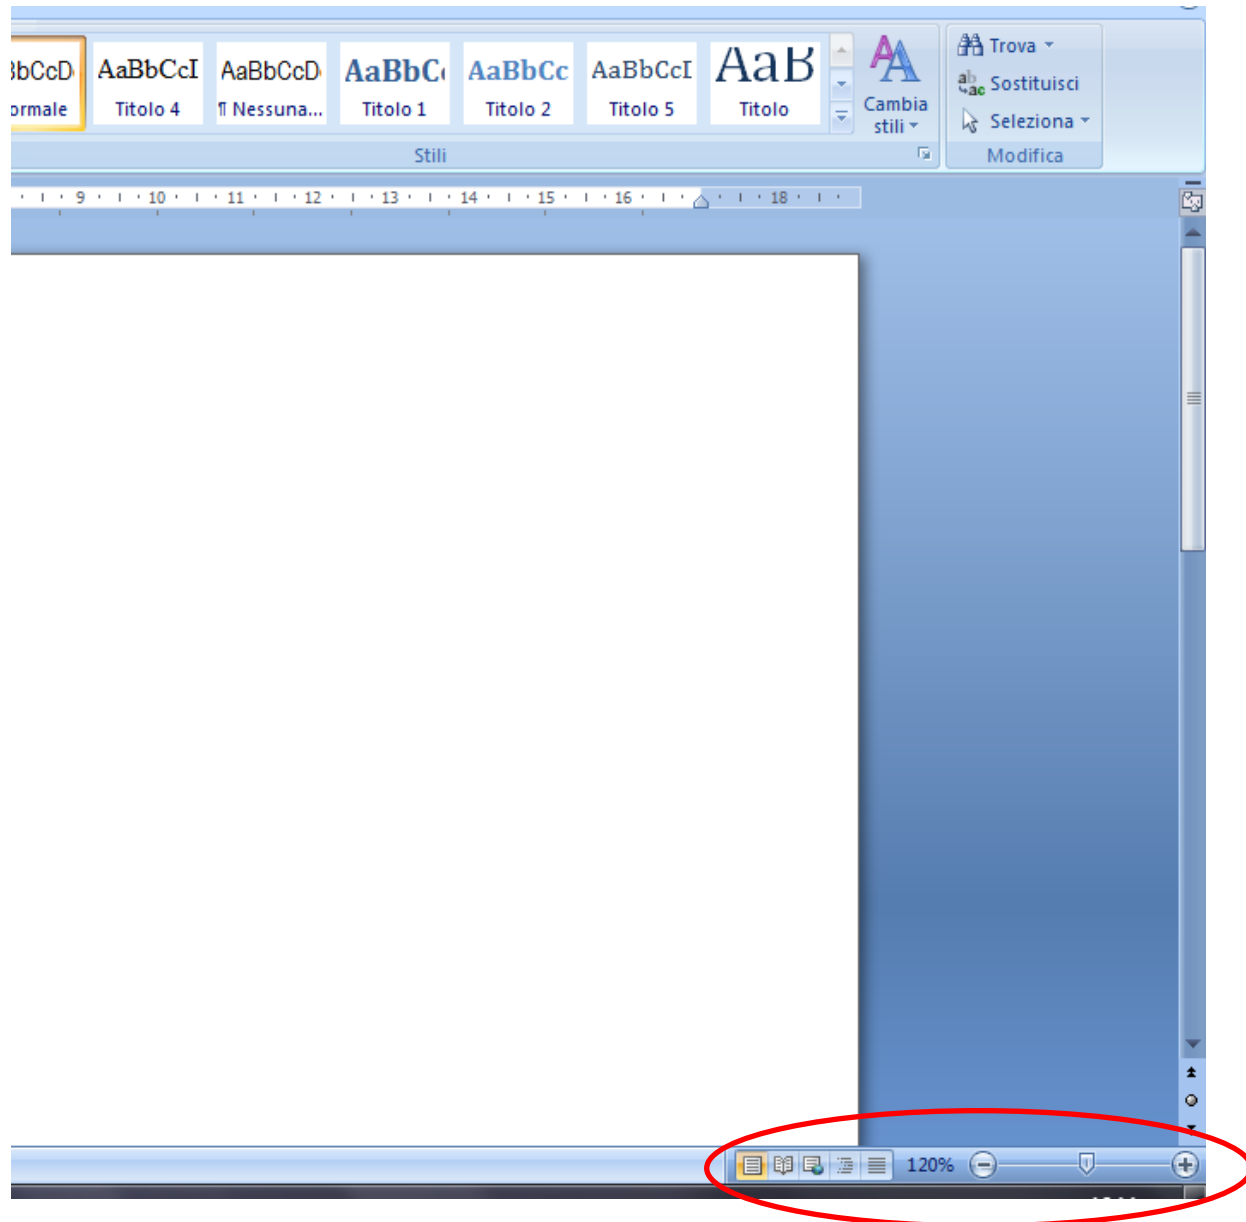 AaBbCcI AaBbCcD AaBbC AaBbCc AaBbCcI AaB
Titolo 4 ¶ Nessuna... Titolo 1 Titolo 2 Titolo 5 Titolo
Cambia
stili
Trova
Sostituisci
Seleziona
Stili
Modifica
9 10 11 12 13 14 15 16 18
120%